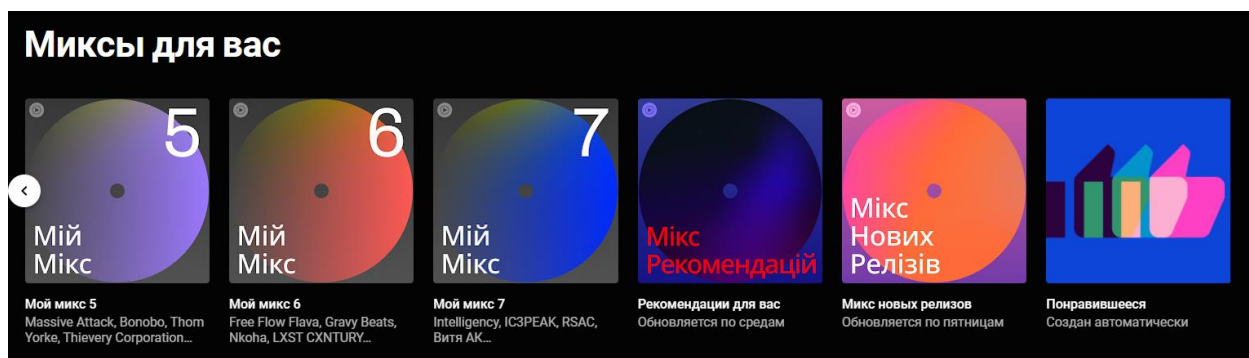 Миксы для вас
5
Мій
Мікс
Мой микс 5
Massive Attack, Bonobo, Thom
Yorke, Thievery Corporation...
6
Мій
Мікс
Мой микс 6
Free Flow Flava, Gravy Beats,
Nkoha, LXST CXNTURY...
7
Мій
Мікс
Мой микс 7
Intelligency, IC3PEAK, RSAC,
Витя АК...
Мікс
Рекомендацій
Рекомендации для вас
Обновляется по средам
Мікс
Нових
Релізів
Микс новых релизов
Обновляется по пятницам
Понравившееся
Создан автоматически